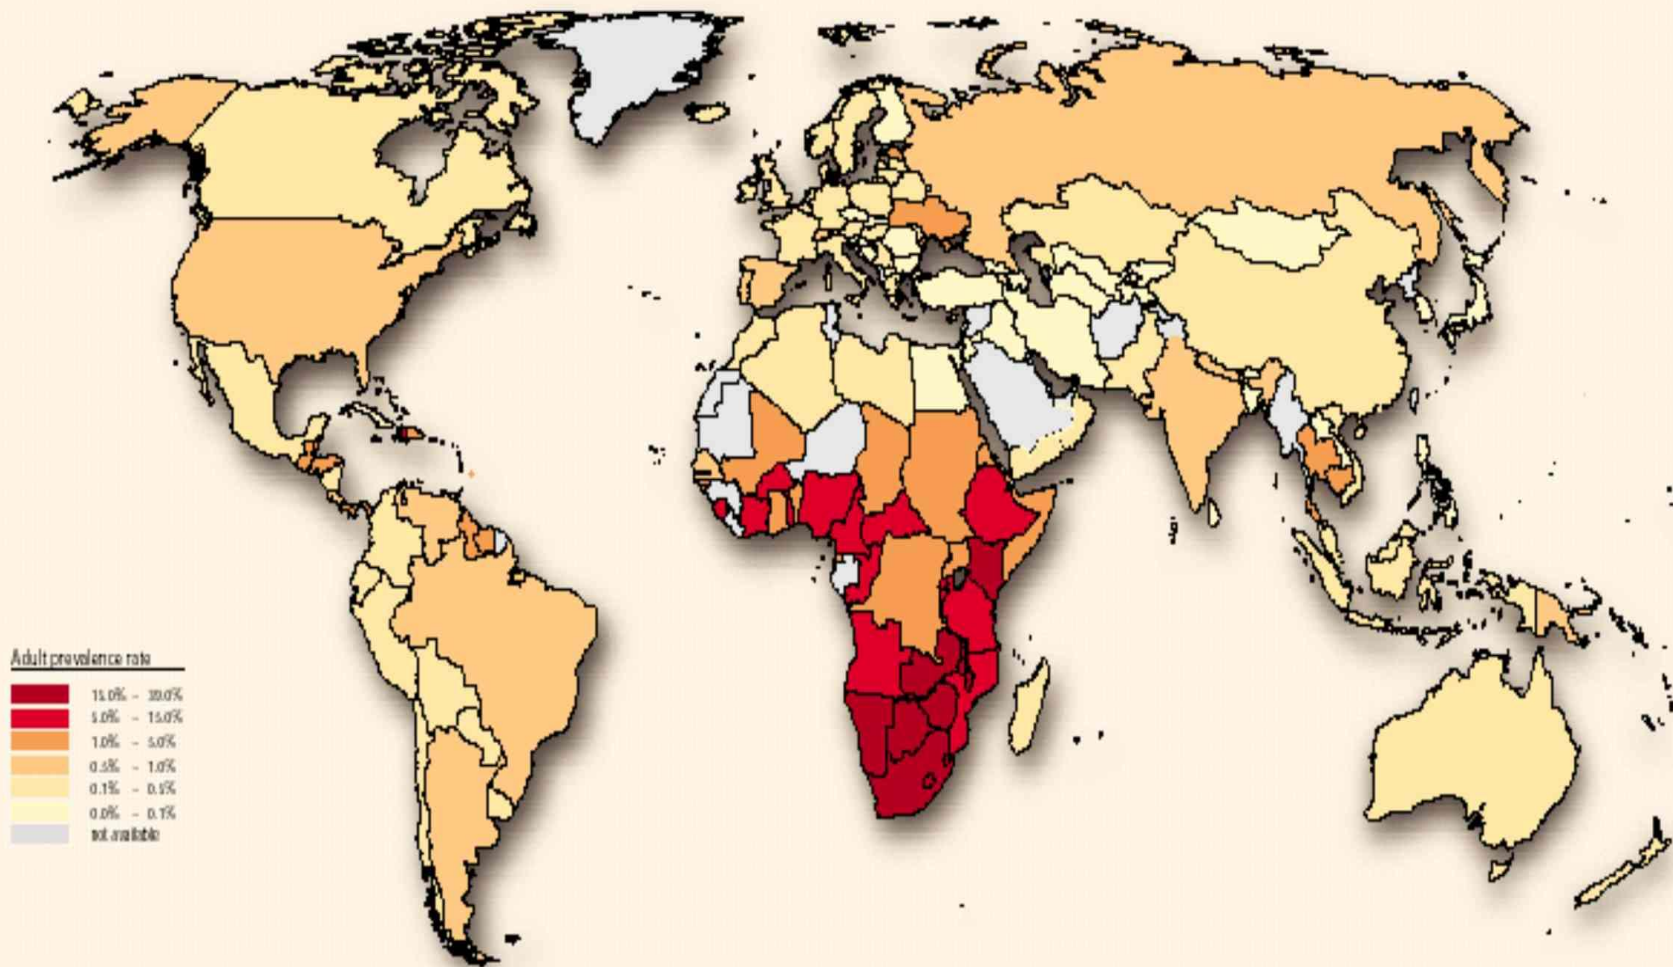 Adult prevalence rate
15.0% - 39.0%
5.0% - 15.0%
1.0% - 5.0%
0.5% - 1.0%
0.1% - 0.5%
0.0% - 0.1%
not available